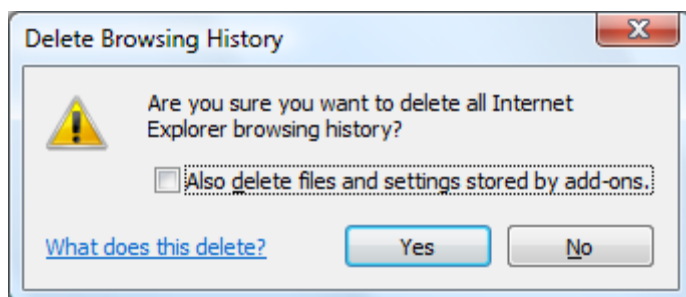 Delete Browsing History
Are you sure you want to delete all Internet
Explorer browsing history?
Also delete files and settings stored by add-ons.
What does this delete?
Yes
No